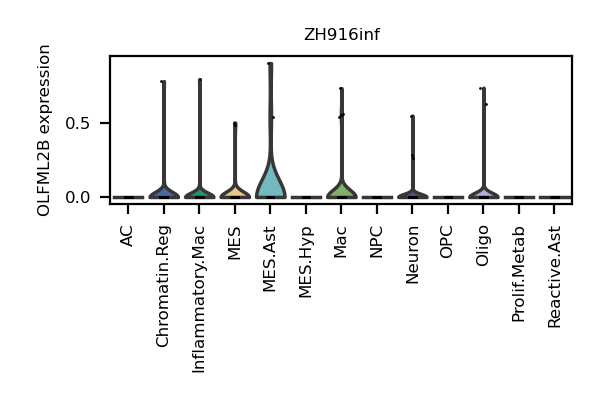 ZH916inf
OLFML2B expression
0.5
0.0
AC
Chromatin.Reg
Inflammatory.Mac
MES
MES.Ast
MES.Hyp
Mac
NPC
Neuron
OPC
Oligo
Prolif.Metab
Reactive.Ast